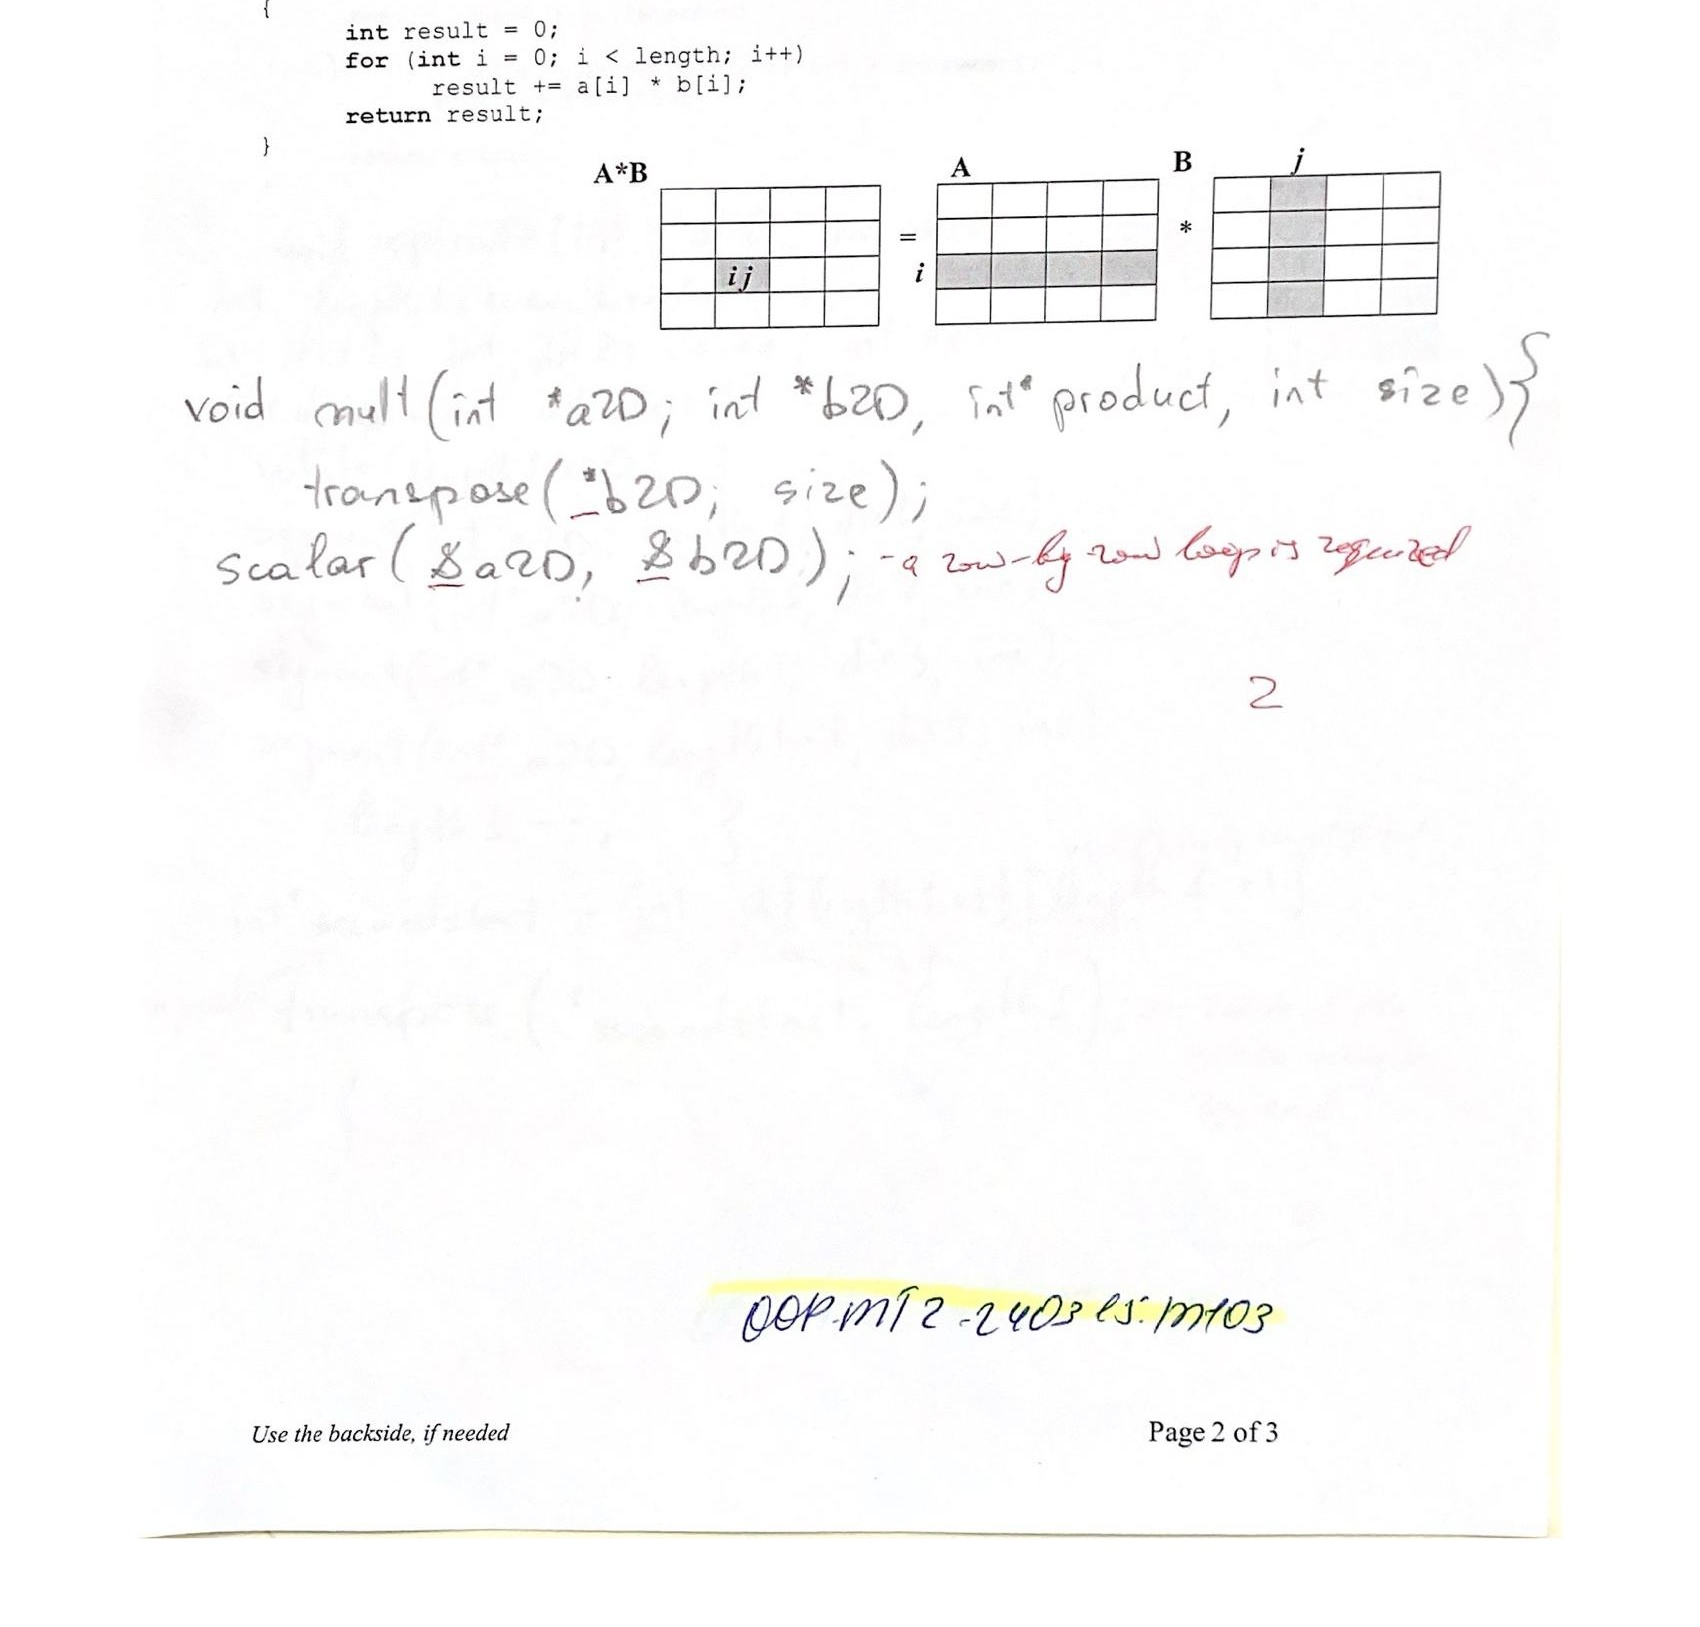 {
int result = 0;
for (int i = 0; i < length; i++)
result += a[i] * b[i];
return result;
}
A*B = A * B
j
i
ij
void mult(int *a2D; int *b2D, int* product, int size){
transpose(*b2D; size);
scalar(&a2D, &b2D); - a row-by row loop is required
2
OOP.MT2-240325.M103
Use the backside, if needed
Page 2 of 3